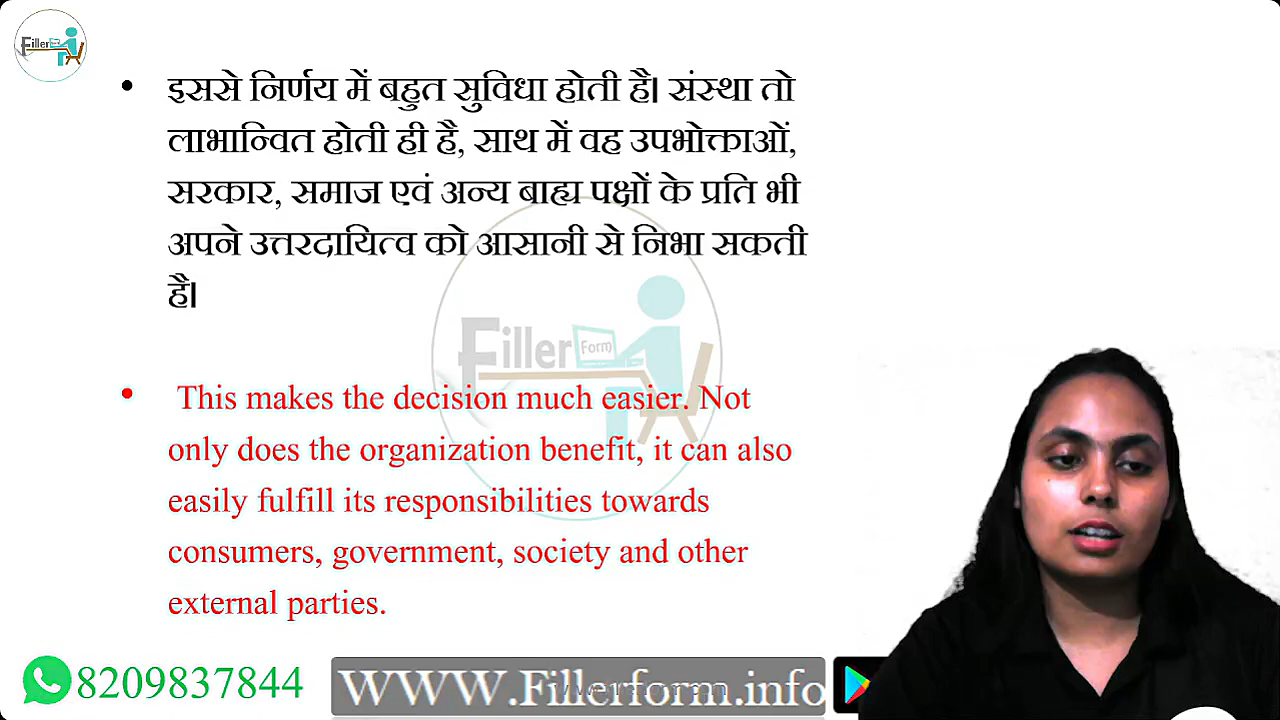 Fillerform
इससे निर्णय में बहुत सुविधा होती है। संस्था तो
लाभान्वित होती ही है, साथ में वह उपभोक्ताओं,
सरकार, समाज एवं अन्य बाह्य पक्षों के प्रति भी
अपने उत्तरदायित्व को आसानी से निभा सकती
है।
Filler Form
This makes the decision much easier. Not
only does the organization benefit, it can also
easily fulfill its responsibilities towards
consumers, government, society and other
external parties.
8209837844
WWW.Fillerform.info